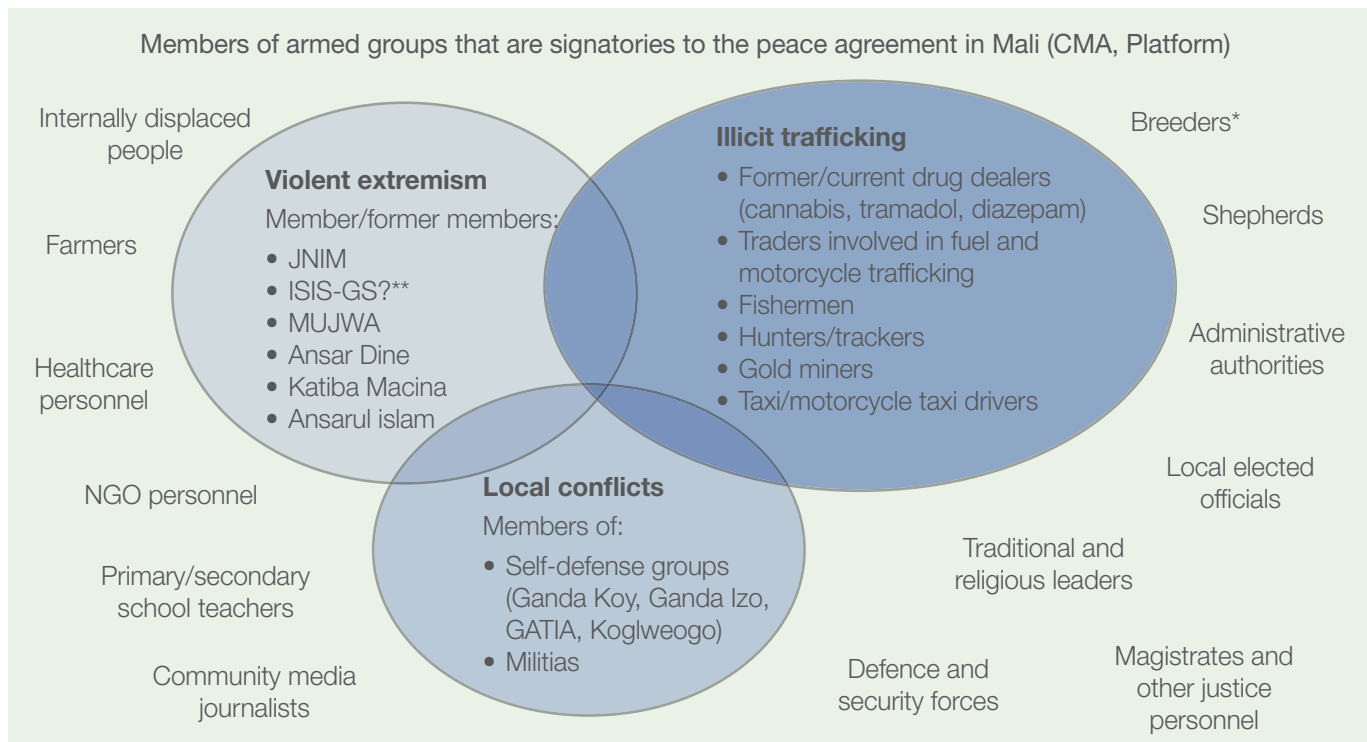 Members of armed groups that are signatories to the peace agreement in Mali (CMA, Platform)
Internally displaced
people
Farmers
Healthcare
personnel
NGO personnel
Primary/secondary
school teachers
Community media
journalists
Violent extremism
Member/former members:
• JNIM
• ISIS-GS?**
• MUJWA
• Ansar Dine
• Katiba Macina
• Ansarul islam
Illicit trafficking
• Former/current drug dealers
(cannabis, tramadol, diazepam)
• Traders involved in fuel and
motorcycle trafficking
• Fishermen
• Hunters/trackers
• Gold miners
• Taxi/motorcycle taxi drivers
Local conflicts
Members of:
• Self-defense groups
(Ganda Koy, Ganda Izo,
GATIA, Koglweogo)
• Militias
Breeders*
Shepherds
Administrative
authorities
Local elected
officials
Traditional and
religious leaders
Defence and
security forces
Magistrates and
other justice
personnel